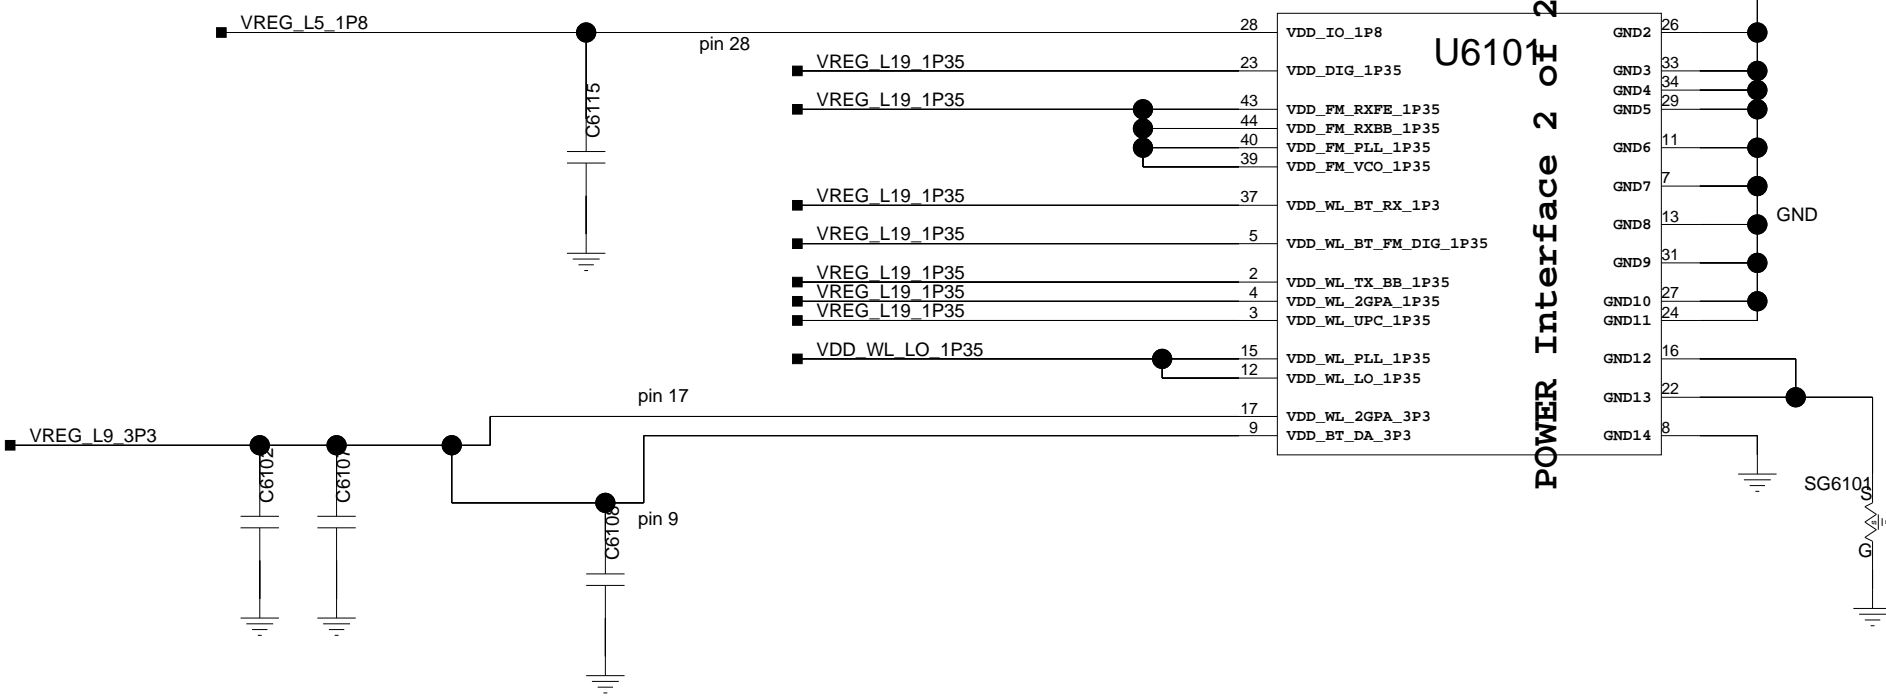 VREG_L5_1P8
pin 28
28 VDD_IO_1P8
U6101
GND2 26
VREG_L19_1P35
23 VDD_DIG_1P35
GND3 33
GND4 34
VREG_L19_1P35
43 VDD_FM_RXFE_1P35
GND5 29
44 VDD_FM_RXBB_1P35
C6115
40 VDD_FM_PLL_1P35
GND6 11
39 VDD_FM_VCO_1P35
GND7 7
VREG_L19_1P35
37 VDD_WL_BT_RX_1P3
GND8 13
GND
VREG_L19_1P35
5 VDD_WL_BT_FM_DIG_1P35
GND9 31
VREG_L19_1P35
2 VDD_WL_TX_BB_1P35
VREG_L19_1P35
4 VDD_WL_2GPA_1P35
GND10 27
VREG_L19_1P35
3 VDD_WL_UPC_1P35
GND11 24
VDD_WL_LO_1P35
15 VDD_WL_PLL_1P35
GND12 16
12 VDD_WL_LO_1P35
pin 17
GND13 22
17 VDD_WL_2GPA_3P3
VREG_L9_3P3
9 VDD_BT_DA_3P3
GND14 8
POWER Interface 2 of 2
C6102
C6107
C6108
pin 9
SG6101
S
G